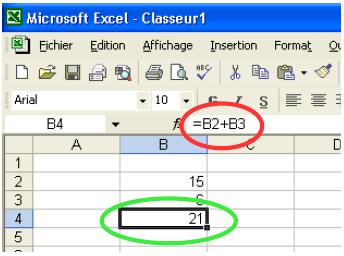 Microsoft Excel - Classeur1
Fichier Edition Affichage Insertion Format
ABC
Arial 10 G I S
B4 =B2+B3
A B C D
1
2 15
3 6
4 21
5